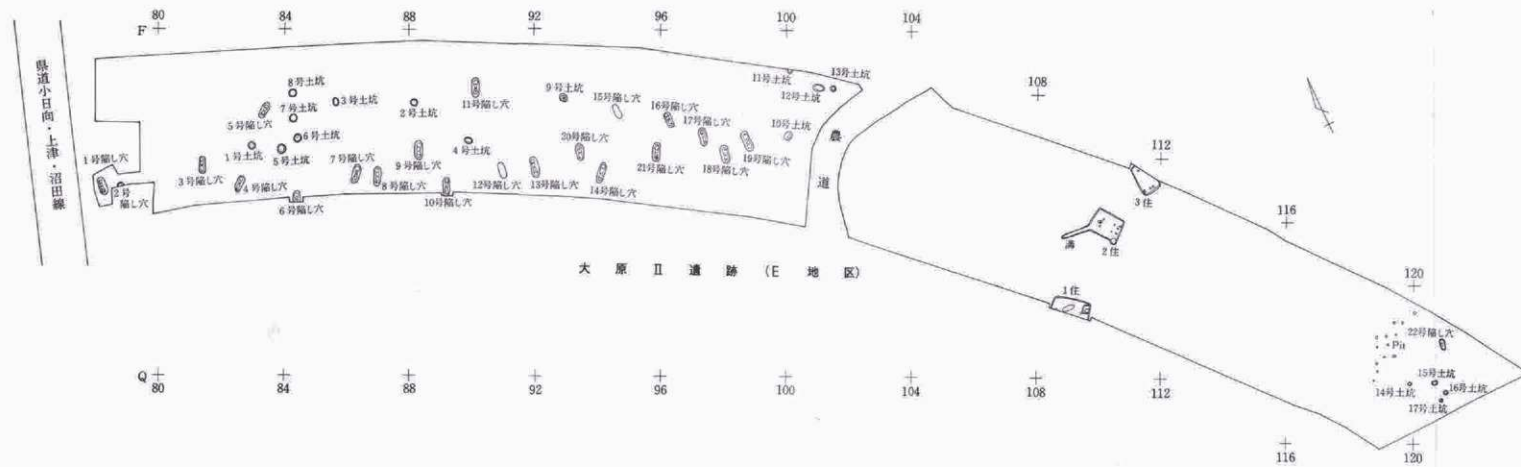 80
84
88
92
96
100
104
F
県道小日向・上津・沼田線
8号土坑
7号土坑
3号土坑
2号土坑
11号陥し穴
9号土坑
15号陥し穴
16号陥し穴
17号陥し穴
11号土坑
13号土坑
12号土坑
10号土坑
5号陥し穴
6号土坑
1号土坑
5号土坑
4号土坑
20号陥し穴
1号陥し穴
2号陥し穴
3号陥し穴
4号陥し穴
7号陥し穴
9号陥し穴
8号陥し穴
6号陥し穴
10号陥し穴
12号陥し穴
13号陥し穴
14号陥し穴
21号陥し穴
18号陥し穴
19号陥し穴
農道
108
112
3住
116
溝
2住
大原Ⅱ遺跡(E地区)
1住
120
22号陥し穴
Pit
15号土坑
14号土坑
16号土坑
17号土坑
Q
80
84
88
92
96
100
104
108
112
116
120